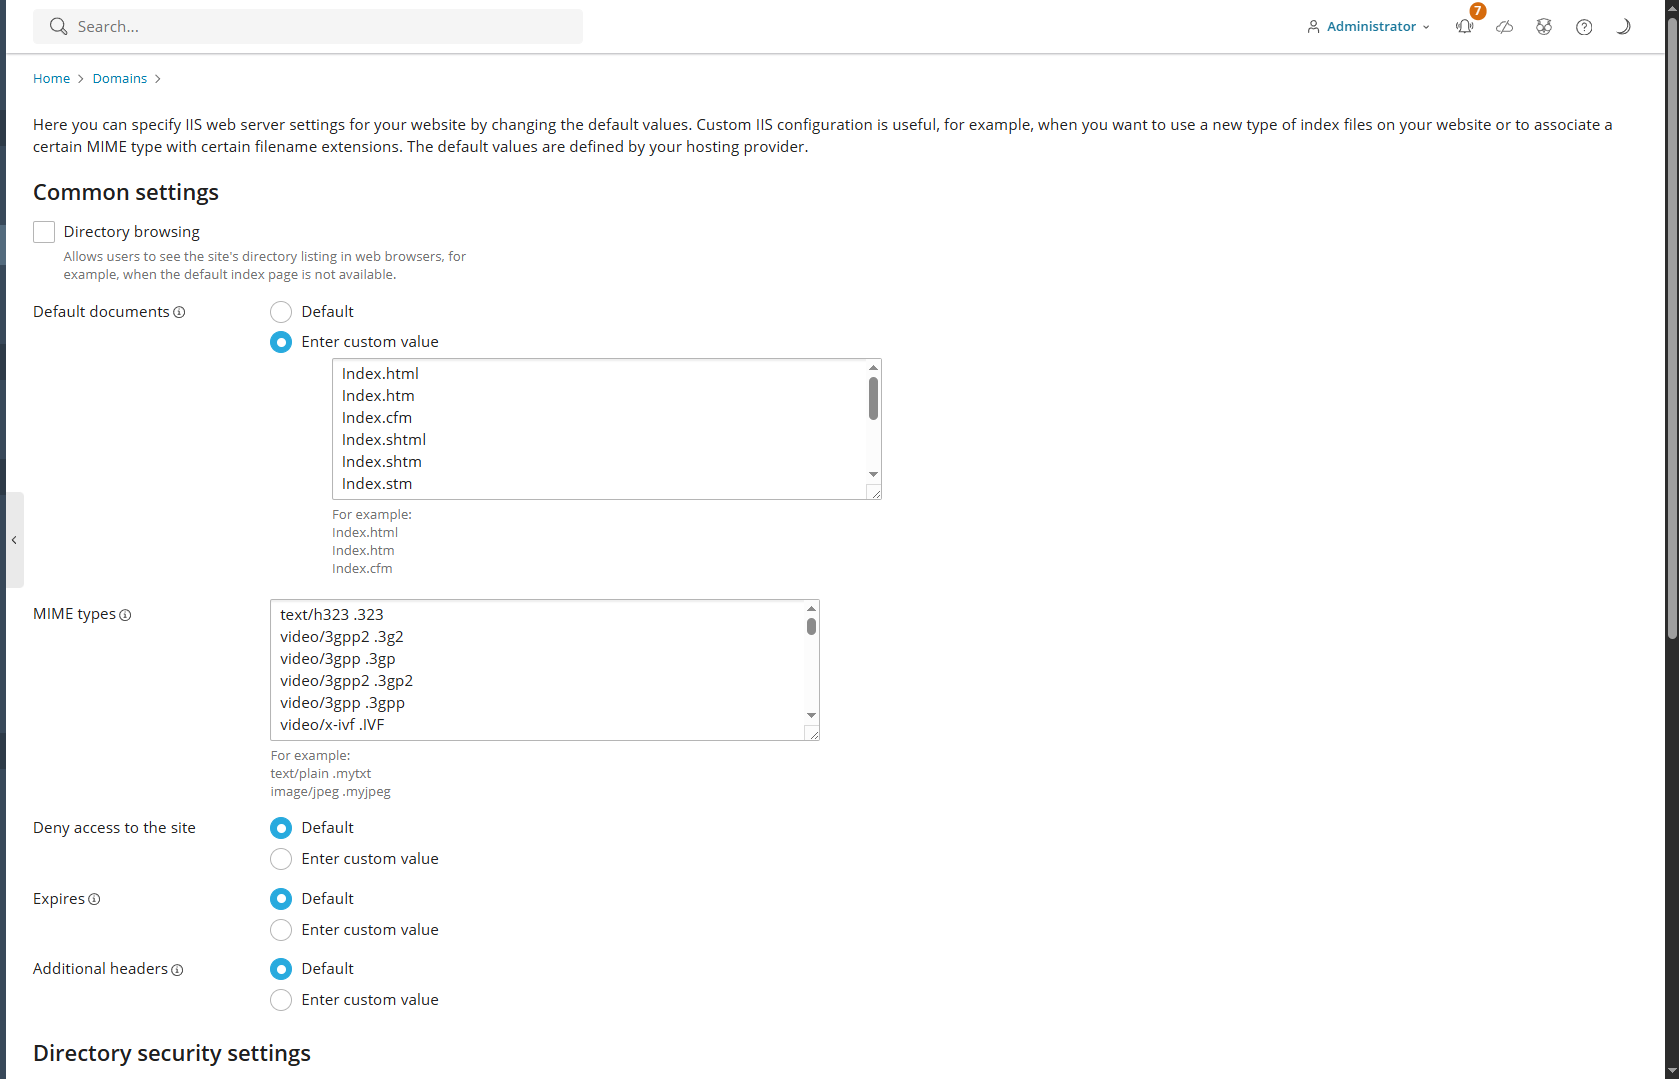 Search...
Administrator
7
Home > Domains >
Here you can specify IIS web server settings for your website by changing the default values. Custom IIS configuration is useful, for example, when you want to use a new type of index files on your website or to associate a
certain MIME type with certain filename extensions. The default values are defined by your hosting provider.
Common settings
Directory browsing
Allows users to see the site's directory listing in web browsers, for
example, when the default index page is not available.
Default documents
Default
Enter custom value
Index.html
Index.htm
Index.cfm
Index.shtml
Index.shtm
Index.stm
For example:
Index.html
Index.htm
Index.cfm
MIME types
text/h323 .323
video/3gpp2 .3g2
video/3gpp .3gp
video/3gpp2 .3gp2
video/3gpp .3gpp
video/x-ivf .IVF
For example:
text/plain .mytxt
image/jpeg .myjpeg
Deny access to the site
Default
Enter custom value
Expires
Default
Enter custom value
Additional headers
Default
Enter custom value
Directory security settings